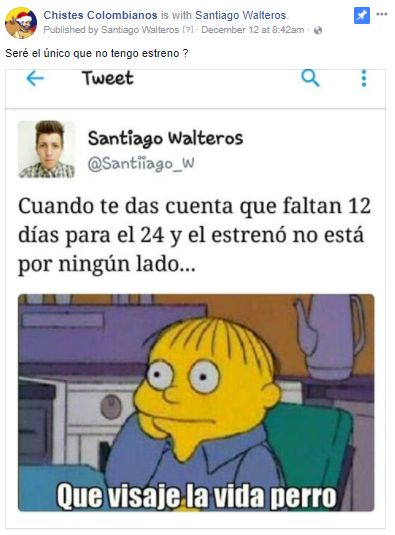 Chistes Colombianos is with Santiago Walteros.
Published by Santiago Walteros [?] · December 12 at 8:42am ·
Seré el único que no tengo estreno ?
Tweet
Santiago Walteros
@Santiiago_W
Cuando te das cuenta que faltan 12
días para el 24 y el estrenó no está
por ningún lado...
Que visaje la vida perro